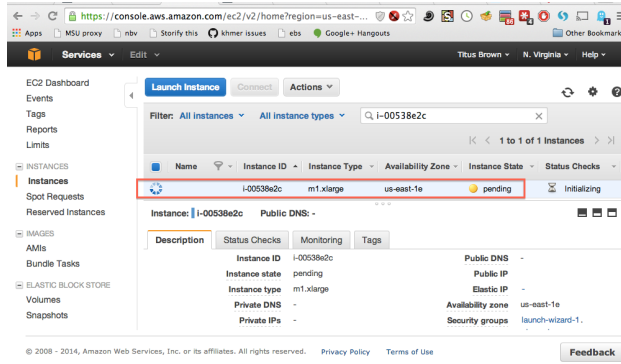 https://console.aws.amazon.com/ec2/v2/home?region=us-east-...
Apps MSU proxy nbv Storify this khmer issues ebs Google+ Hangouts Other Bookmark
Services Edit Titus Brown N. Virginia Help
EC2 Dashboard
Events
Tags
Reports
Limits
INSTANCES
Instances
Spot Requests
Reserved Instances
IMAGES
AMIs
Bundle Tasks
ELASTIC BLOCK STORE
Volumes
Snapshots
Launch Instance Connect Actions
Filter: All instances All instance types i-00538e2c
1 to 1 of 1 Instances
Name Instance ID Instance Type Availability Zone Instance State Status Checks
i-00538e2c m1.xlarge us-east-1e pending Initializing
Instance: i-00538e2c Public DNS: -
Description Status Checks Monitoring Tags
Instance ID i-00538e2c Public DNS -
Instance state pending Public IP
Instance type m1.xlarge Elastic IP -
Private DNS - Availability zone us-east-1e
Private IPs - Security groups launch-wizard-1.
© 2008 - 2014, Amazon Web Services, Inc. or its affiliates. All rights reserved. Privacy Policy Terms of Use Feedback